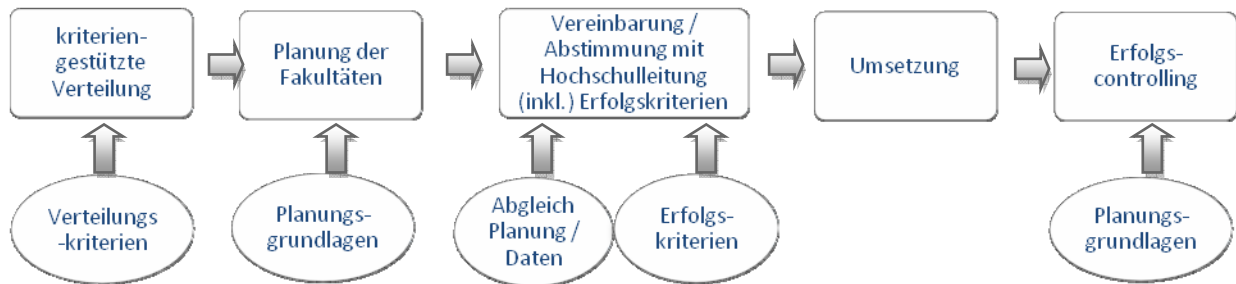 kriterien-
gestützte
Verteilung
Planung der
Fakultäten
Vereinbarung /
Abstimmung mit
Hochschulleitung
(inkl.) Erfolgskriterien
Umsetzung
Erfolgs-
controlling
Verteilungs
-kriterien
Planungs-
grundlagen
Abgleich
Planung /
Daten
Erfolgs-
kriterien
Planungs-
grundlagen